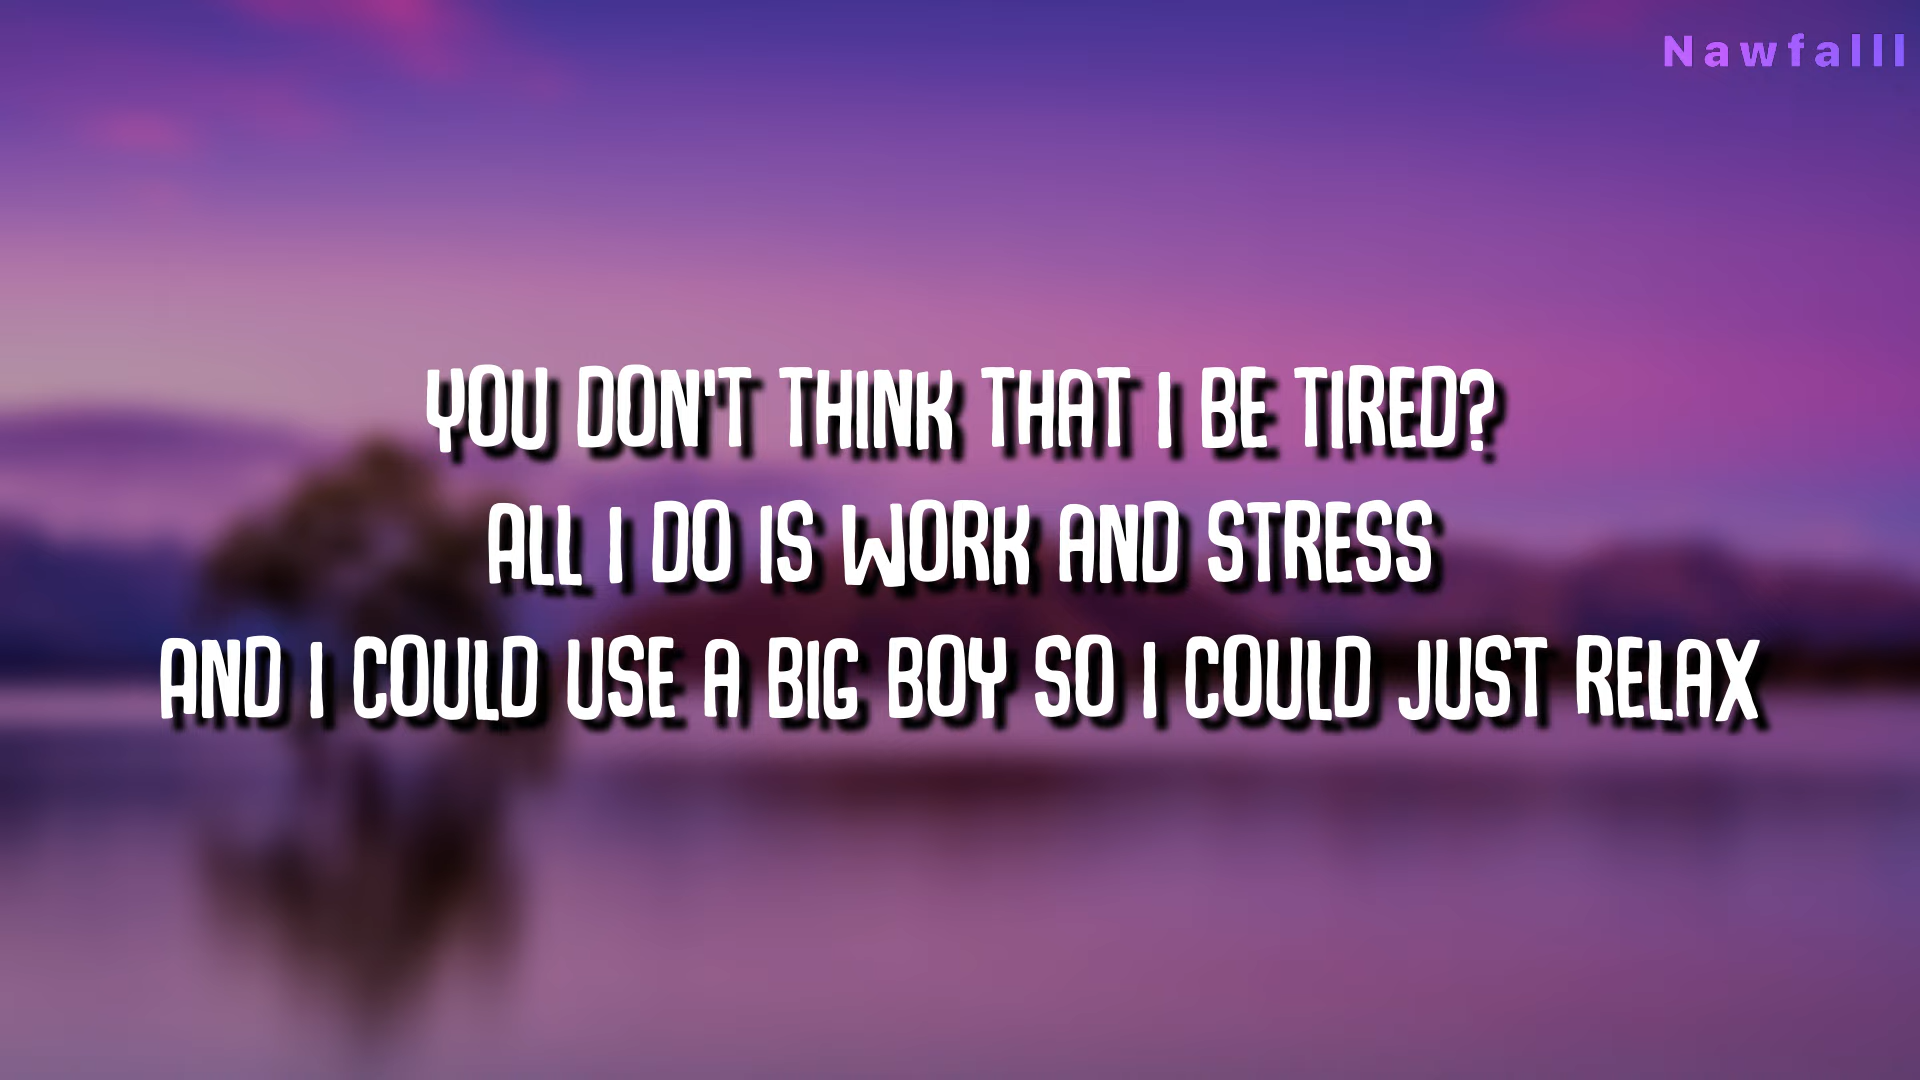 Nawfalll
YOU DON'T THINK THAT I BE TIRED?
ALL I DO IS WORK AND STRESS
AND I COULD USE A BIG BOY SO I COULD JUST RELAX